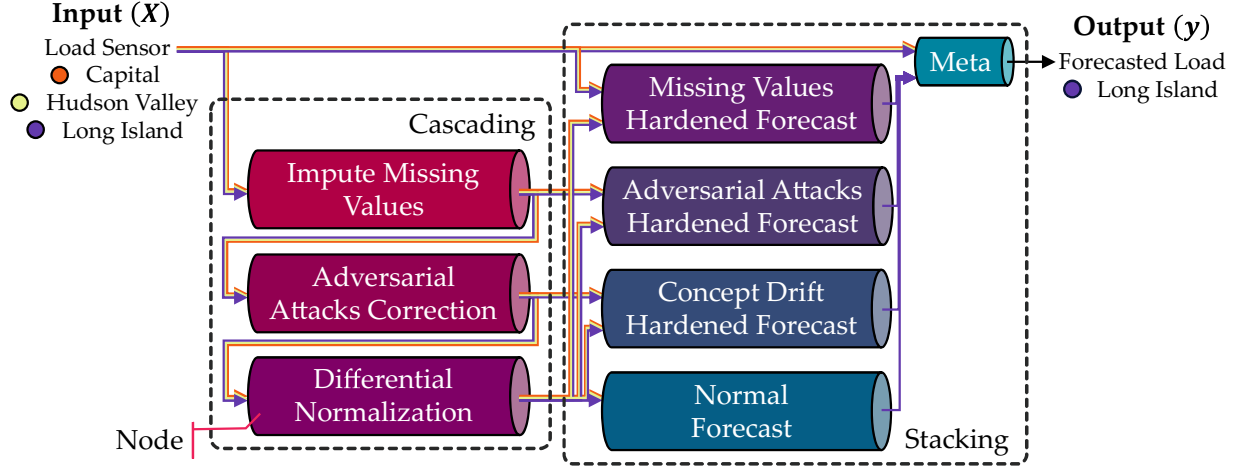 Input (X)
Load Sensor
Capital
Hudson Valley
Long Island
Cascading
Impute Missing
Values
Adversarial
Attacks Correction
Differential
Normalization
Node
Missing Values
Hardened Forecast
Adversarial Attacks
Hardened Forecast
Concept Drift
Hardened Forecast
Normal
Forecast
Stacking
Meta
Output (y)
Forecasted Load
Long Island